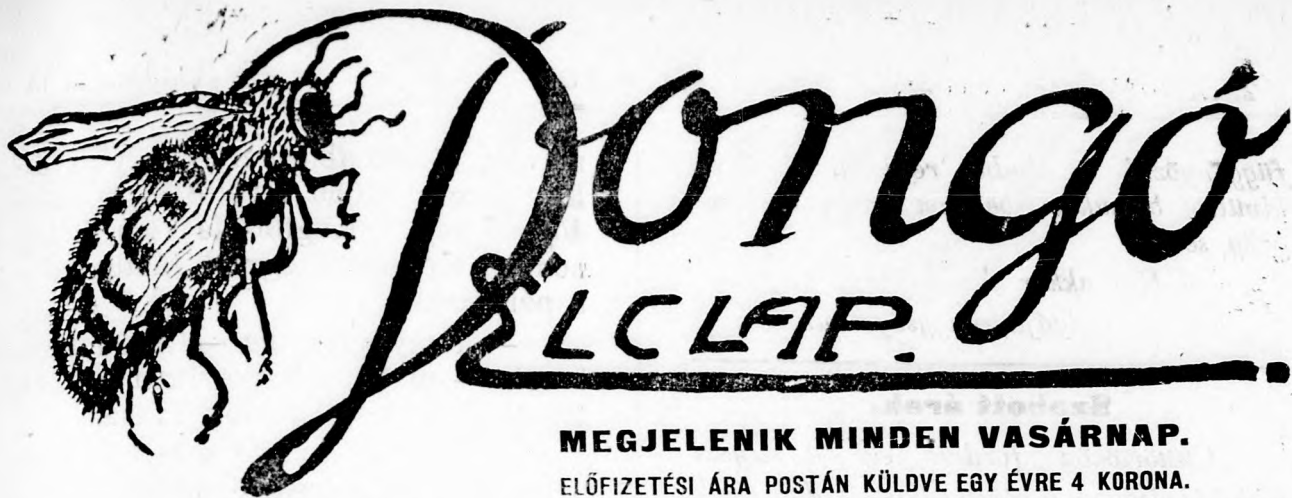 Dongó
ÉLCLAP.
MEGJELENIK MINDEN VASÁRNAP.
ELŐFIZETÉSI ÁRA POSTÁN KÜLDVE EGY ÉVRE 4 KORONA.